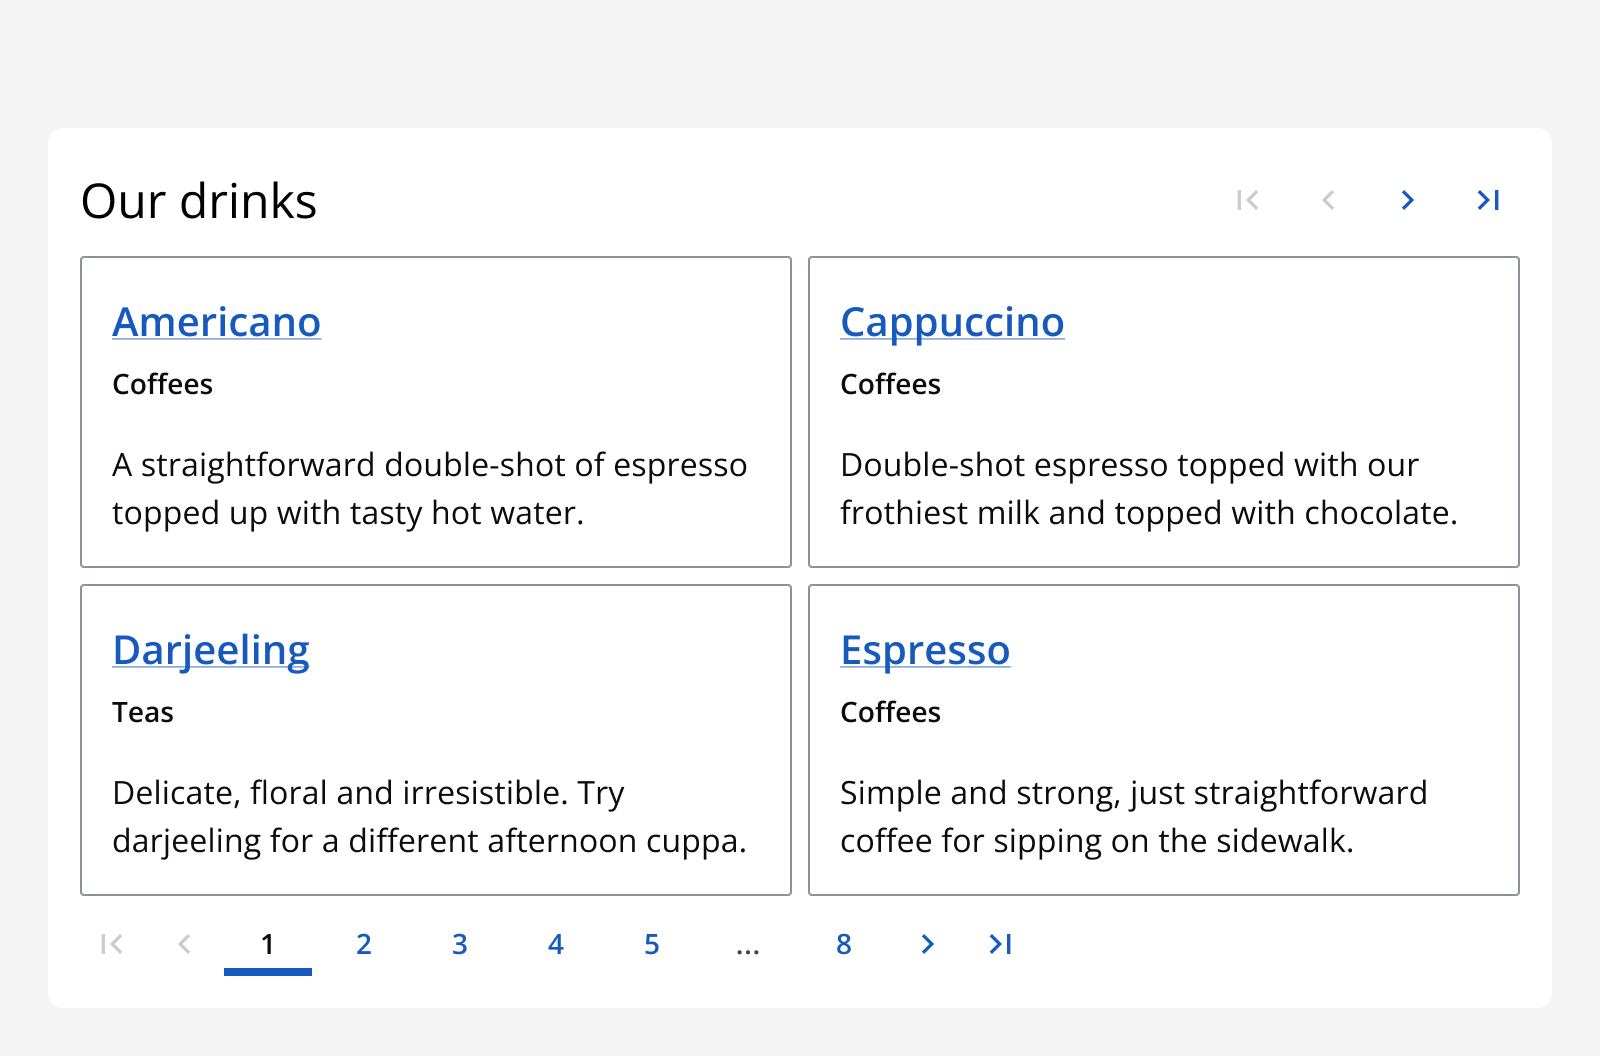 Our drinks
Americano
Coffees
A straightforward double-shot of espresso
topped up with tasty hot water.
Cappuccino
Coffees
Double-shot espresso topped with our
frothiest milk and topped with chocolate.
Darjeeling
Teas
Delicate, floral and irresistible. Try
darjeeling for a different afternoon cuppa.
Espresso
Coffees
Simple and strong, just straightforward
coffee for sipping on the sidewalk.
1 2 3 4 5 ... 8